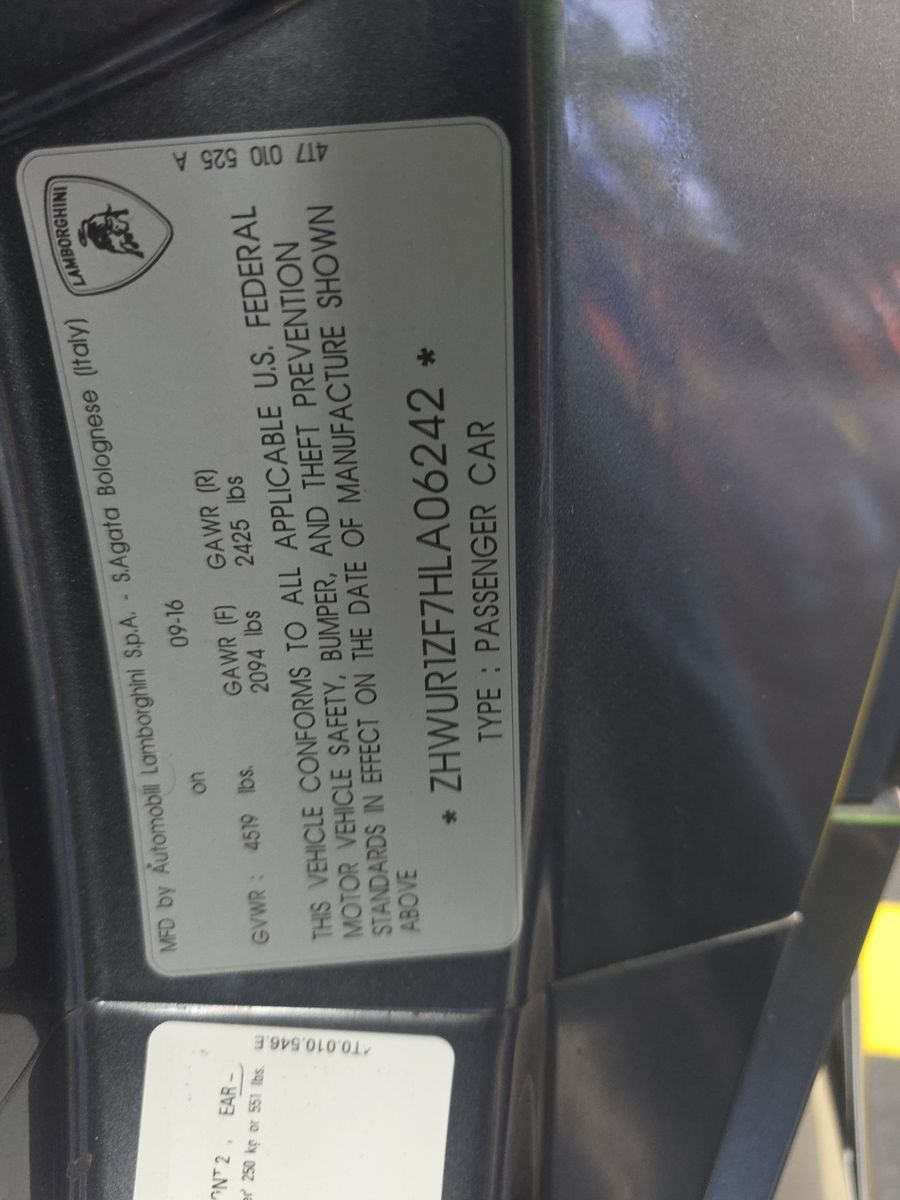 LAMBORGHINI
MFD by Automobili Lamborghini S.p.A. - S.Agata Bolognese (Italy)
on 09-16
GAWR (F) GAWR (R)
GVWR : 4519 lbs. 2094 lbs 2425 lbs
THIS VEHICLE CONFORMS TO ALL APPLICABLE U.S. FEDERAL
MOTOR VEHICLE SAFETY, BUMPER, AND THEFT PREVENTION
STANDARDS IN EFFECT ON THE DATE OF MANUFACTURE SHOWN
ABOVE
* ZHWUR1ZF7HLA06242 *
TYPE : PASSENGER CAR
4T7 010 525 A
2 , EAR
250 kg or 551 lbs.
T0.010.546.